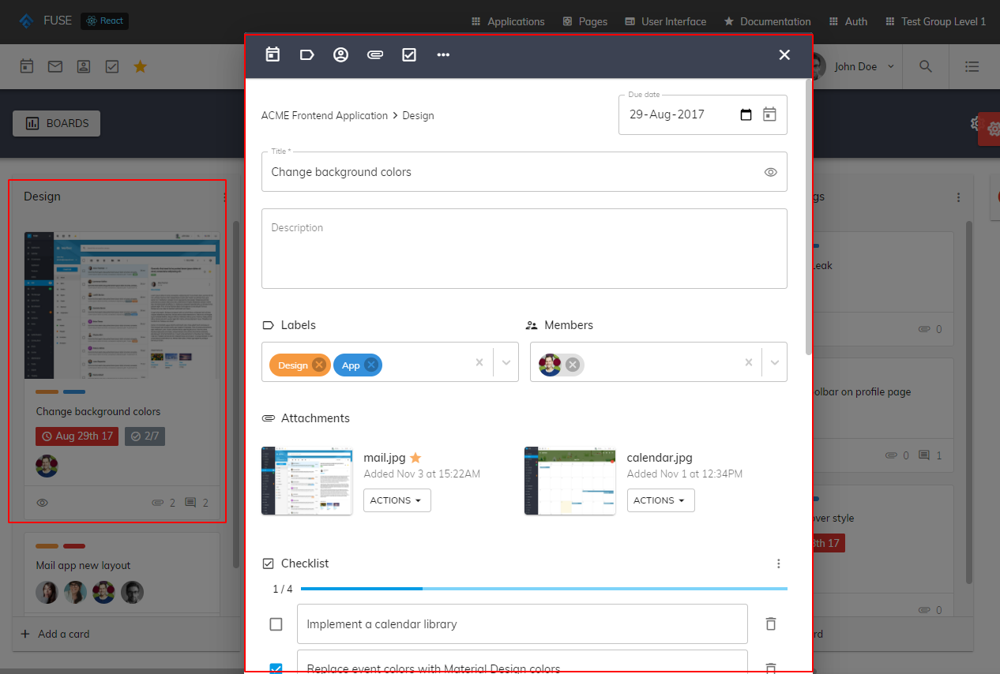 FUSE React Applications Pages User Interface Documentation Auth Test Group Level 1
John Doe
BOARDS
ACME Frontend Application > Design
Due date
29-Aug-2017
Title *
Change background colors
Description
Labels
Members
Design App
Attachments
mail.jpg
Added Nov 3 at 15:22AM
ACTIONS
calendar.jpg
Added Nov 1 at 12:34PM
ACTIONS
Checklist
1 / 4
Implement a calendar library
Replace event colors with Material Design colors
Design
Change background colors
Aug 29th 17 2/7
2 2
Mail app new layout
+ Add a card
gs
Leak
0
olbar on profile page
0 1
over style
8th 17
0
rd